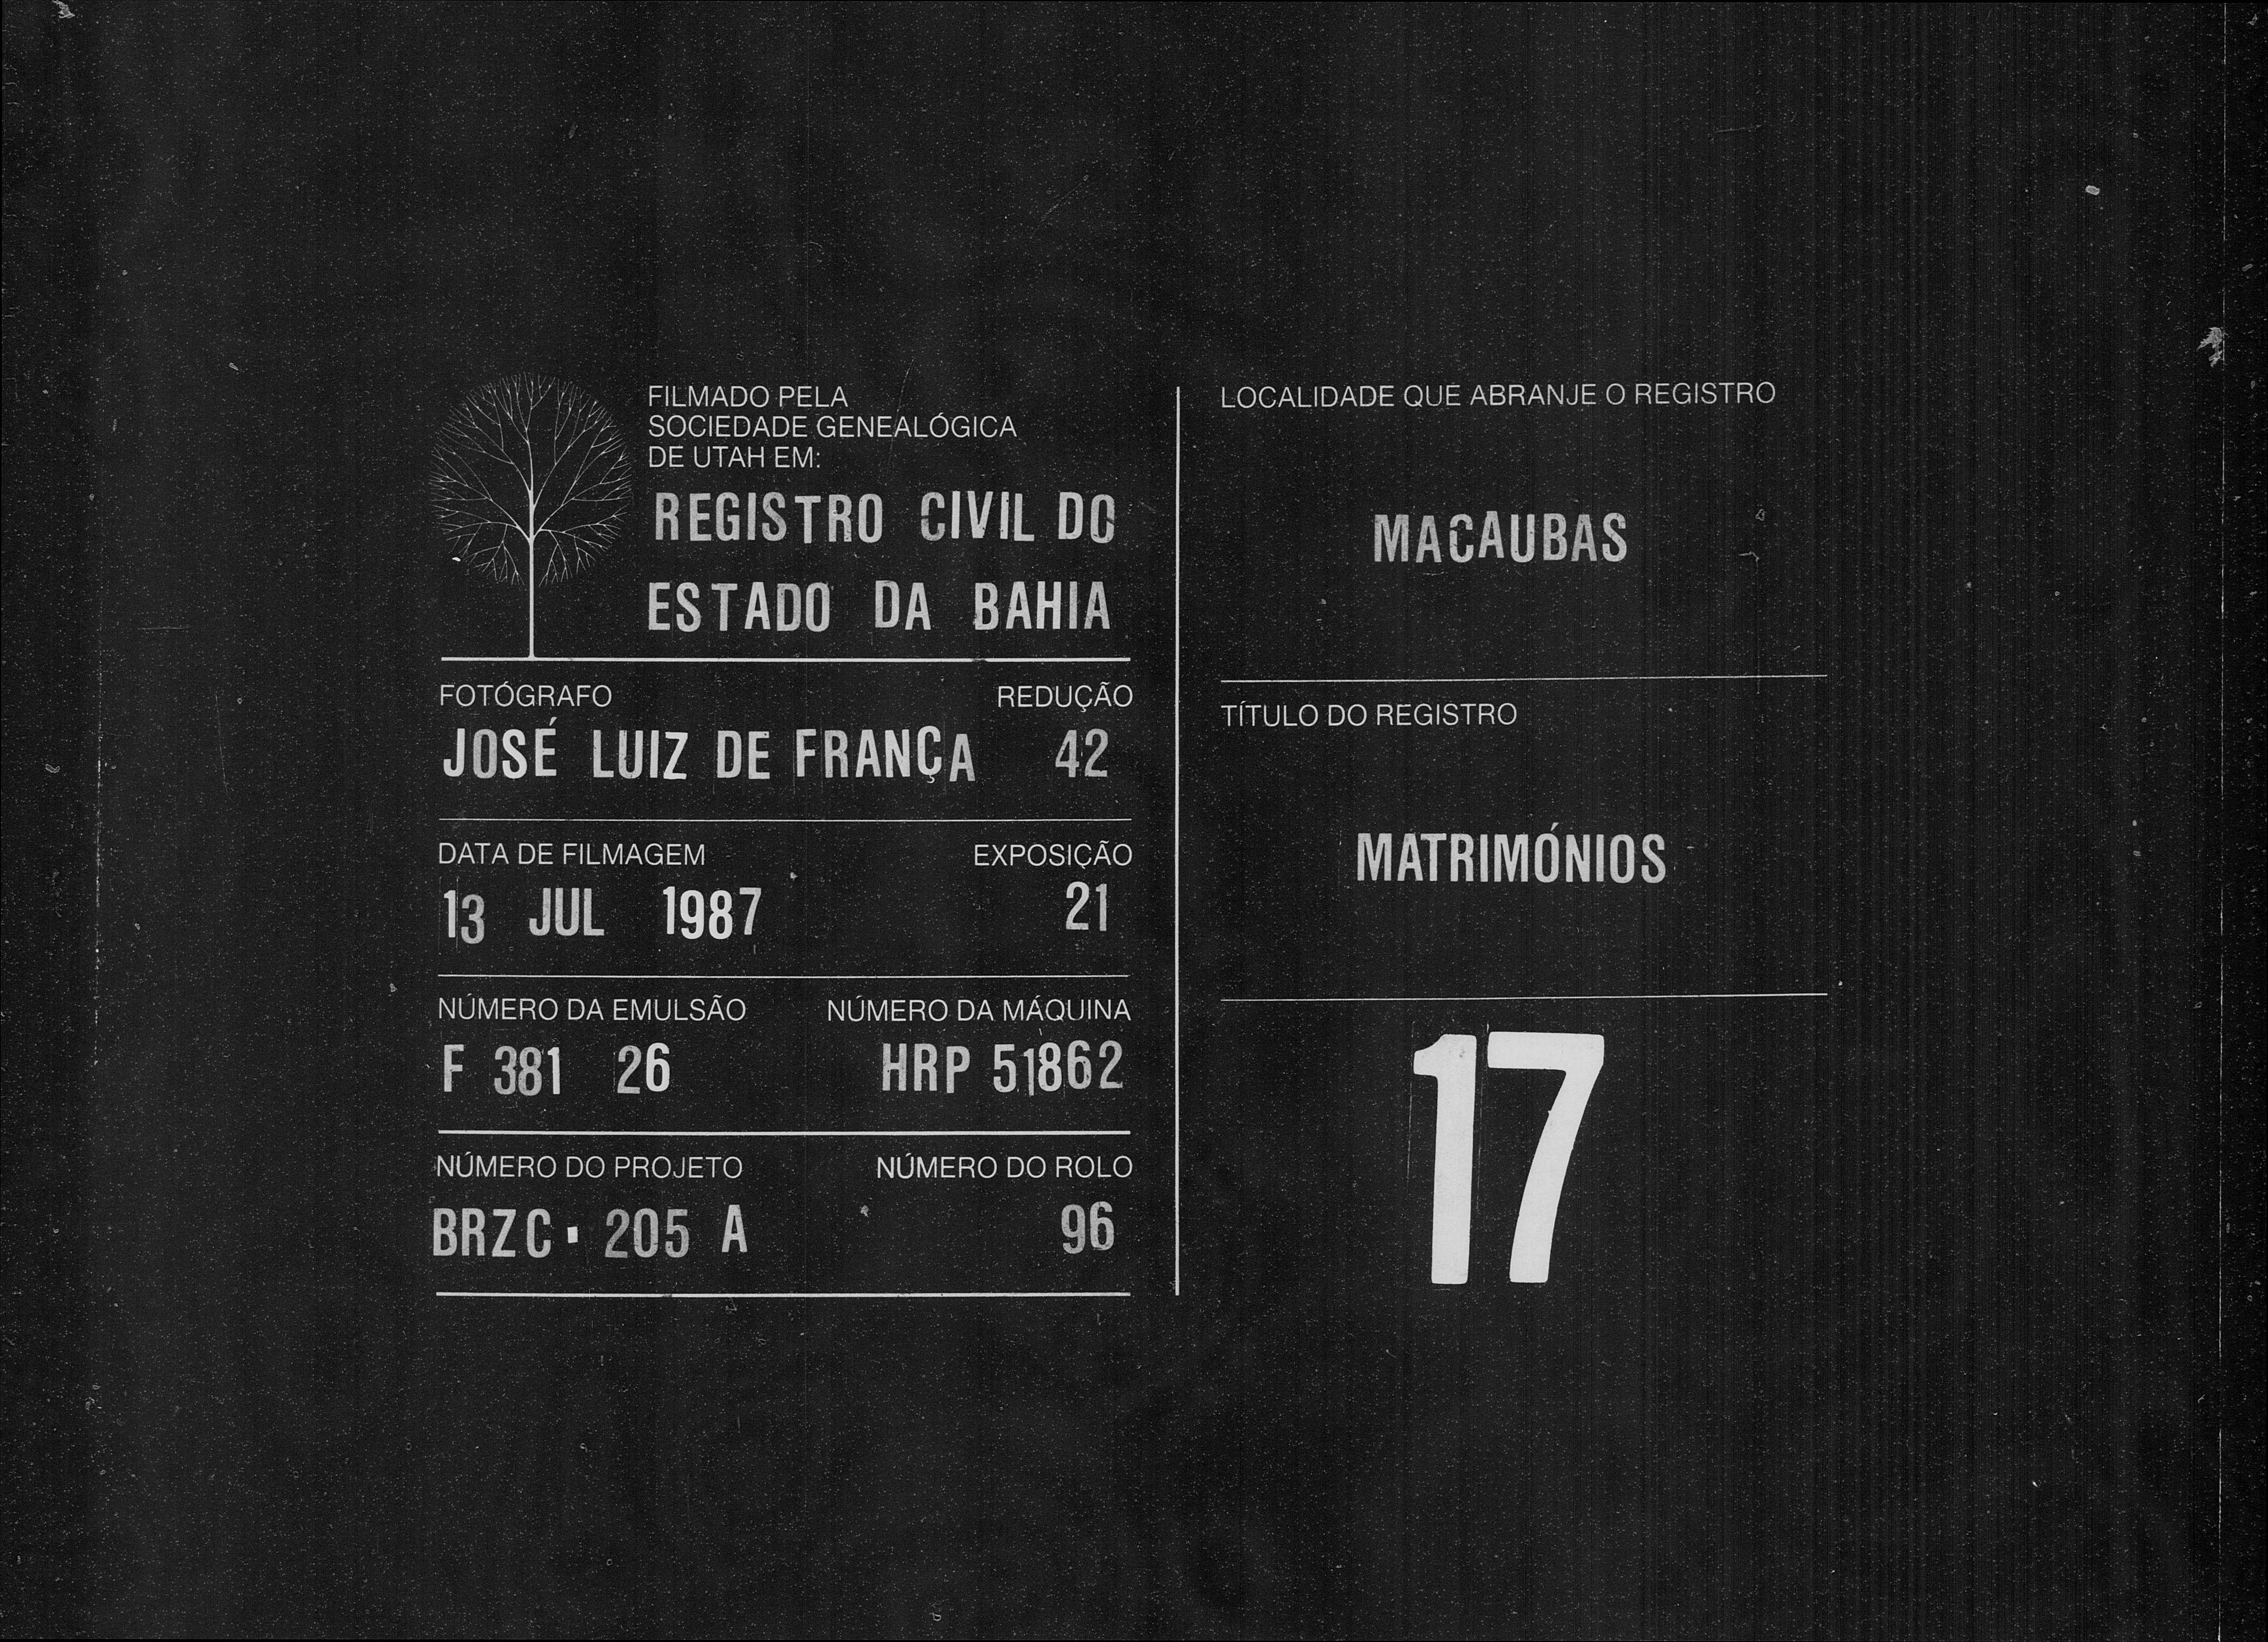 FILMADO PELA
SOCIEDADE GENEALÓGICA
DE UTAH EM:
REGISTRO CIVIL DO
ESTADO DA BAHIA
FOTÓGRAFO REDUÇÃO
JOSÉ LUIZ DE FRANÇA 42
DATA DE FILMAGEM EXPOSIÇÃO
13 JUL 1987 21
NÚMERO DA EMULSÃO NÚMERO DA MÁQUINA
F 381 26 HRP 51862
NÚMERO DO PROJETO NÚMERO DO ROLO
BRZC▪ 205 A 96
LOCALIDADE QUE ABRANJE O REGISTRO
MACAUBAS
TÍTULO DO REGISTRO
MATRIMÓNIOS
17